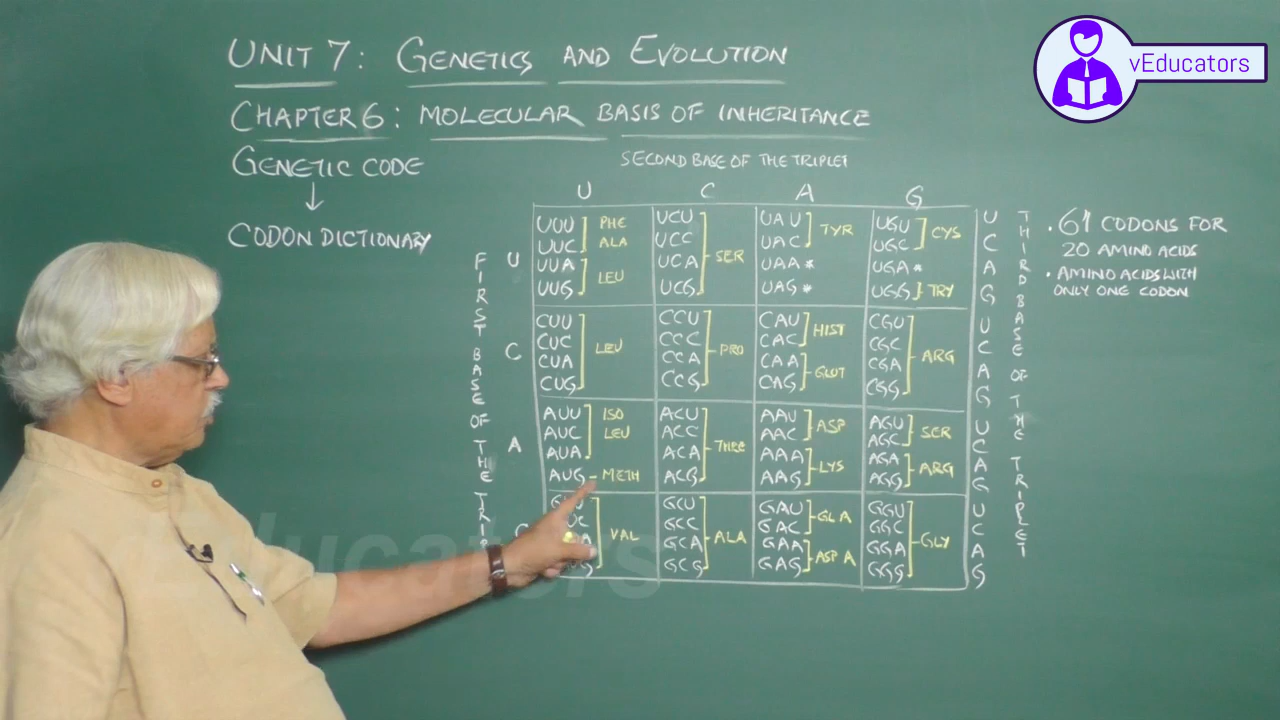 UNIT 7: GENETICS AND EVOLUTION
vEducators
CHAPTER 6: MOLECULAR BASIS OF INHERITANCE
GENETIC CODE
↓
CODON DICTIONARY
SECOND BASE OF THE TRIPLET
U C A G
FIRST BASE OF THE TRIP
U
UUU PHE UCU UAU UGU U
UUC ALA UCC UAC TYR UGC CYS C
UUA UCA SER UAA* UGA* A
UUG LEU UCG UAG* UGG TRY G
C
CUU CCU CAU CGU U
CUC CCC CAC HIST CGC C
CUA LEU CCA PRO CAA CGA ARG A
CUG CCG CAG GLUT CGG G
A
AUU ISO ACU AAU AGU U
AUC LEU ACC AAC ASP AGC SER C
AUA ACA THRE AAA AGA A
AUG - METH ACG AAG LYS AGG ARG G
GCU GAU GGU U
VAL GCC GAC GLA GGC C
GCA ALA GAA GGA GLY A
GCG GAG ASP A GGG G
THIRD BASE OF THE TRIPLET
• 61 CODONS FOR
20 AMINO ACIDS
• AMINO ACIDS WITH
ONLY ONE CODON
Educators